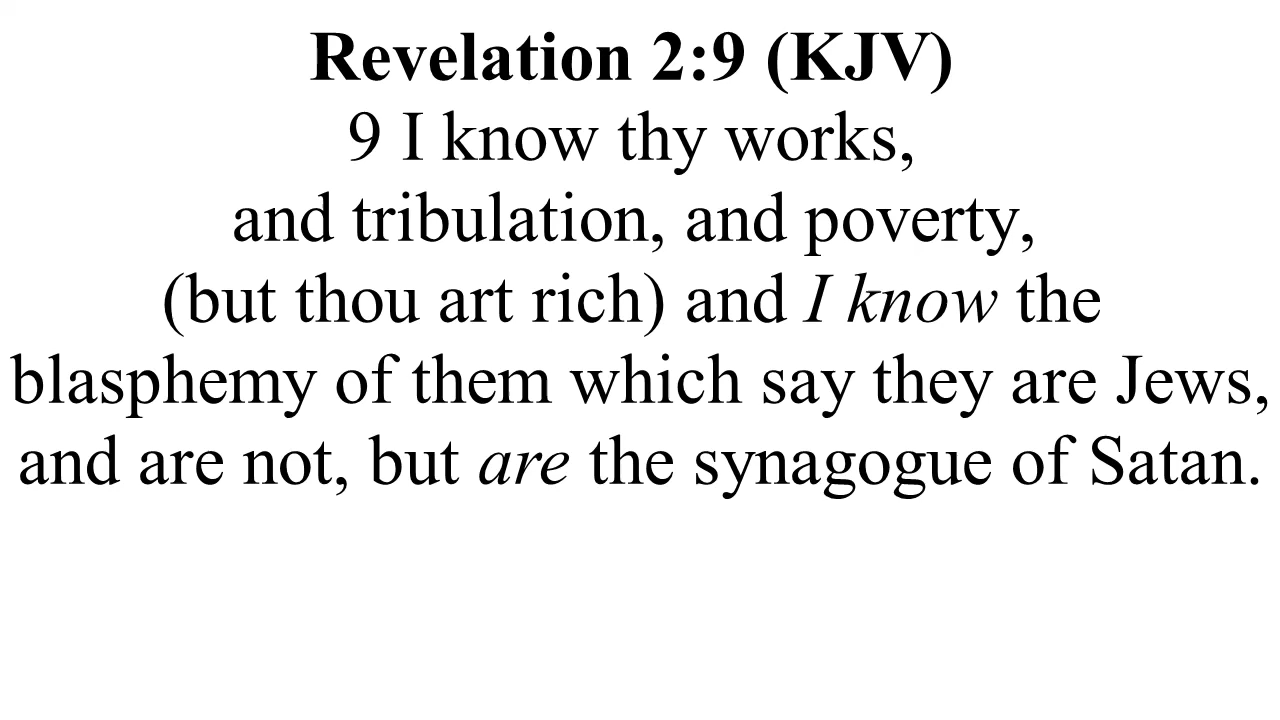 Revelation 2:9 (KJV)
9 I know thy works,
and tribulation, and poverty,
(but thou art rich) and I know the
blasphemy of them which say they are Jews,
and are not, but are the synagogue of Satan.